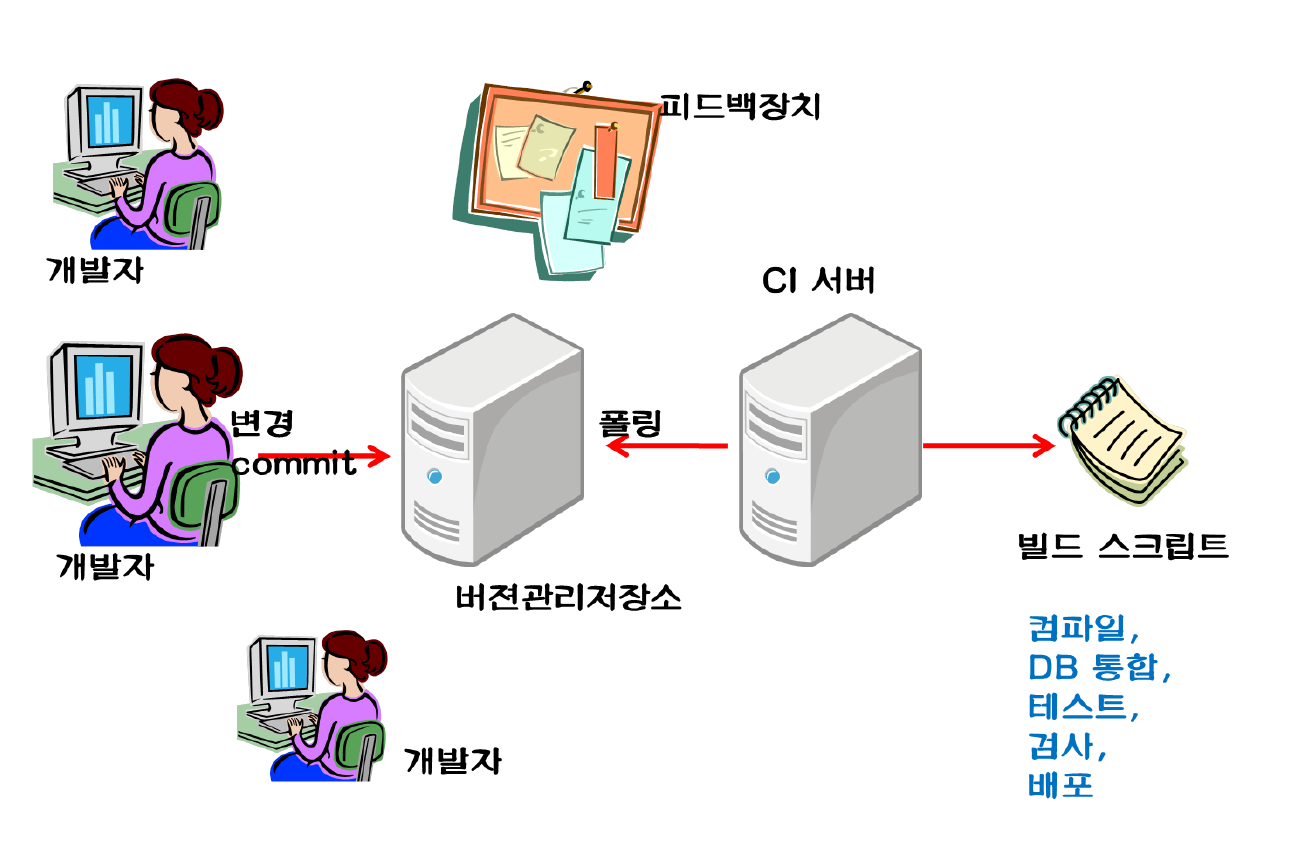 피드백장치
개발자
CI 서버
변경
commit
폴링
개발자
빌드 스크립트
버젼관리저장소
컴파일,
DB 통합,
테스트,
검사,
배포
개발자